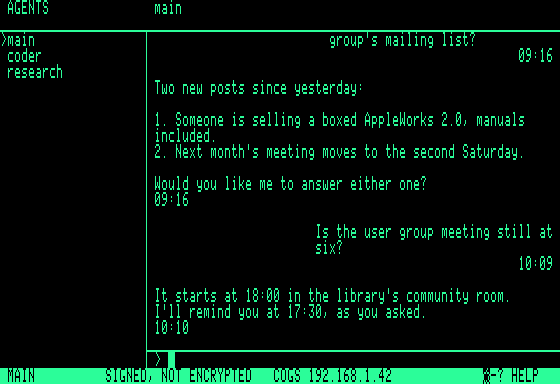 AGENTS main
>main
coder
research
group's mailing list?
09:16
Two new posts since yesterday:
1. Someone is selling a boxed AppleWorks 2.0, manuals
included.
2. Next month's meeting moves to the second Saturday.
Would you like me to answer either one?
09:16
Is the user group meeting still at
six?
10:09
It starts at 18:00 in the library's community room.
I'll remind you at 17:30, as you asked.
10:10
>
MAIN SIGNED, NOT ENCRYPTED COGS 192.168.1.42 -? HELP